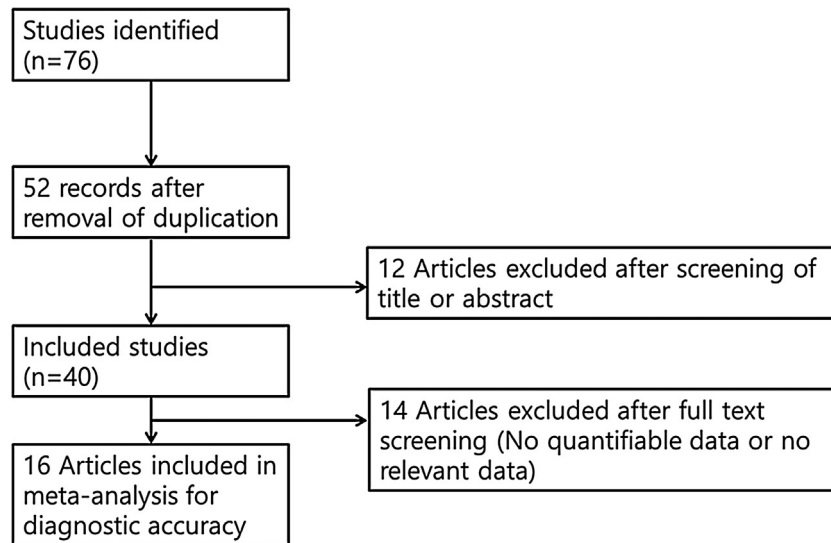 Studies identified
(n=76)
52 records after
removal of duplication
12 Articles excluded after screening of
title or abstract
Included studies
(n=40)
14 Articles excluded after full text
screening (No quantifiable data or no
relevant data)
16 Articles included in
meta-analysis for
diagnostic accuracy